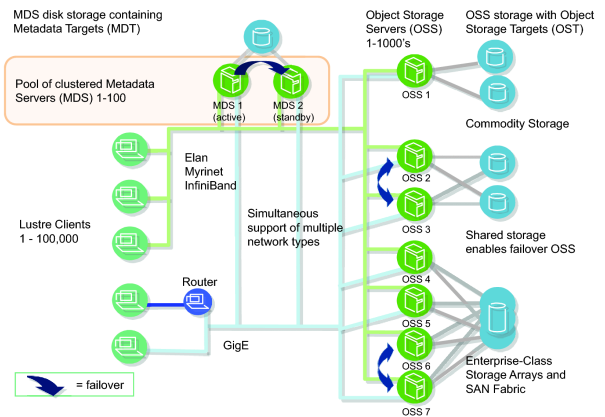 MDS disk storage containing
Metadata Targets (MDT)
Object Storage
Servers (OSS)
1-1000's
OSS storage with Object
Storage Targets (OST)
Pool of clustered Metadata
Servers (MDS) 1-100
MDS 1
(active)
MDS 2
(standby)
OSS 1
Commodity Storage
Elan
Myrinet
InfiniBand
OSS 2
Simultaneous
support of multiple
network types
OSS 3
Lustre Clients
1 - 100,000
Shared storage
enables failover OSS
OSS 4
Router
OSS 5
GigE
OSS 6
Enterprise-Class
Storage Arrays and
SAN Fabric
= failover
OSS 7